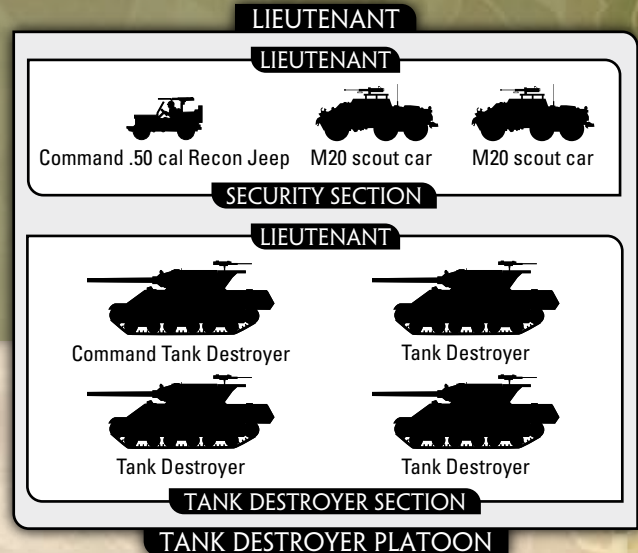 LIEUTENANT
LIEUTENANT
Command .50 cal Recon Jeep M20 scout car M20 scout car
SECURITY SECTION
LIEUTENANT
Command Tank Destroyer Tank Destroyer
Tank Destroyer Tank Destroyer
TANK DESTROYER SECTION
TANK DESTROYER PLATOON